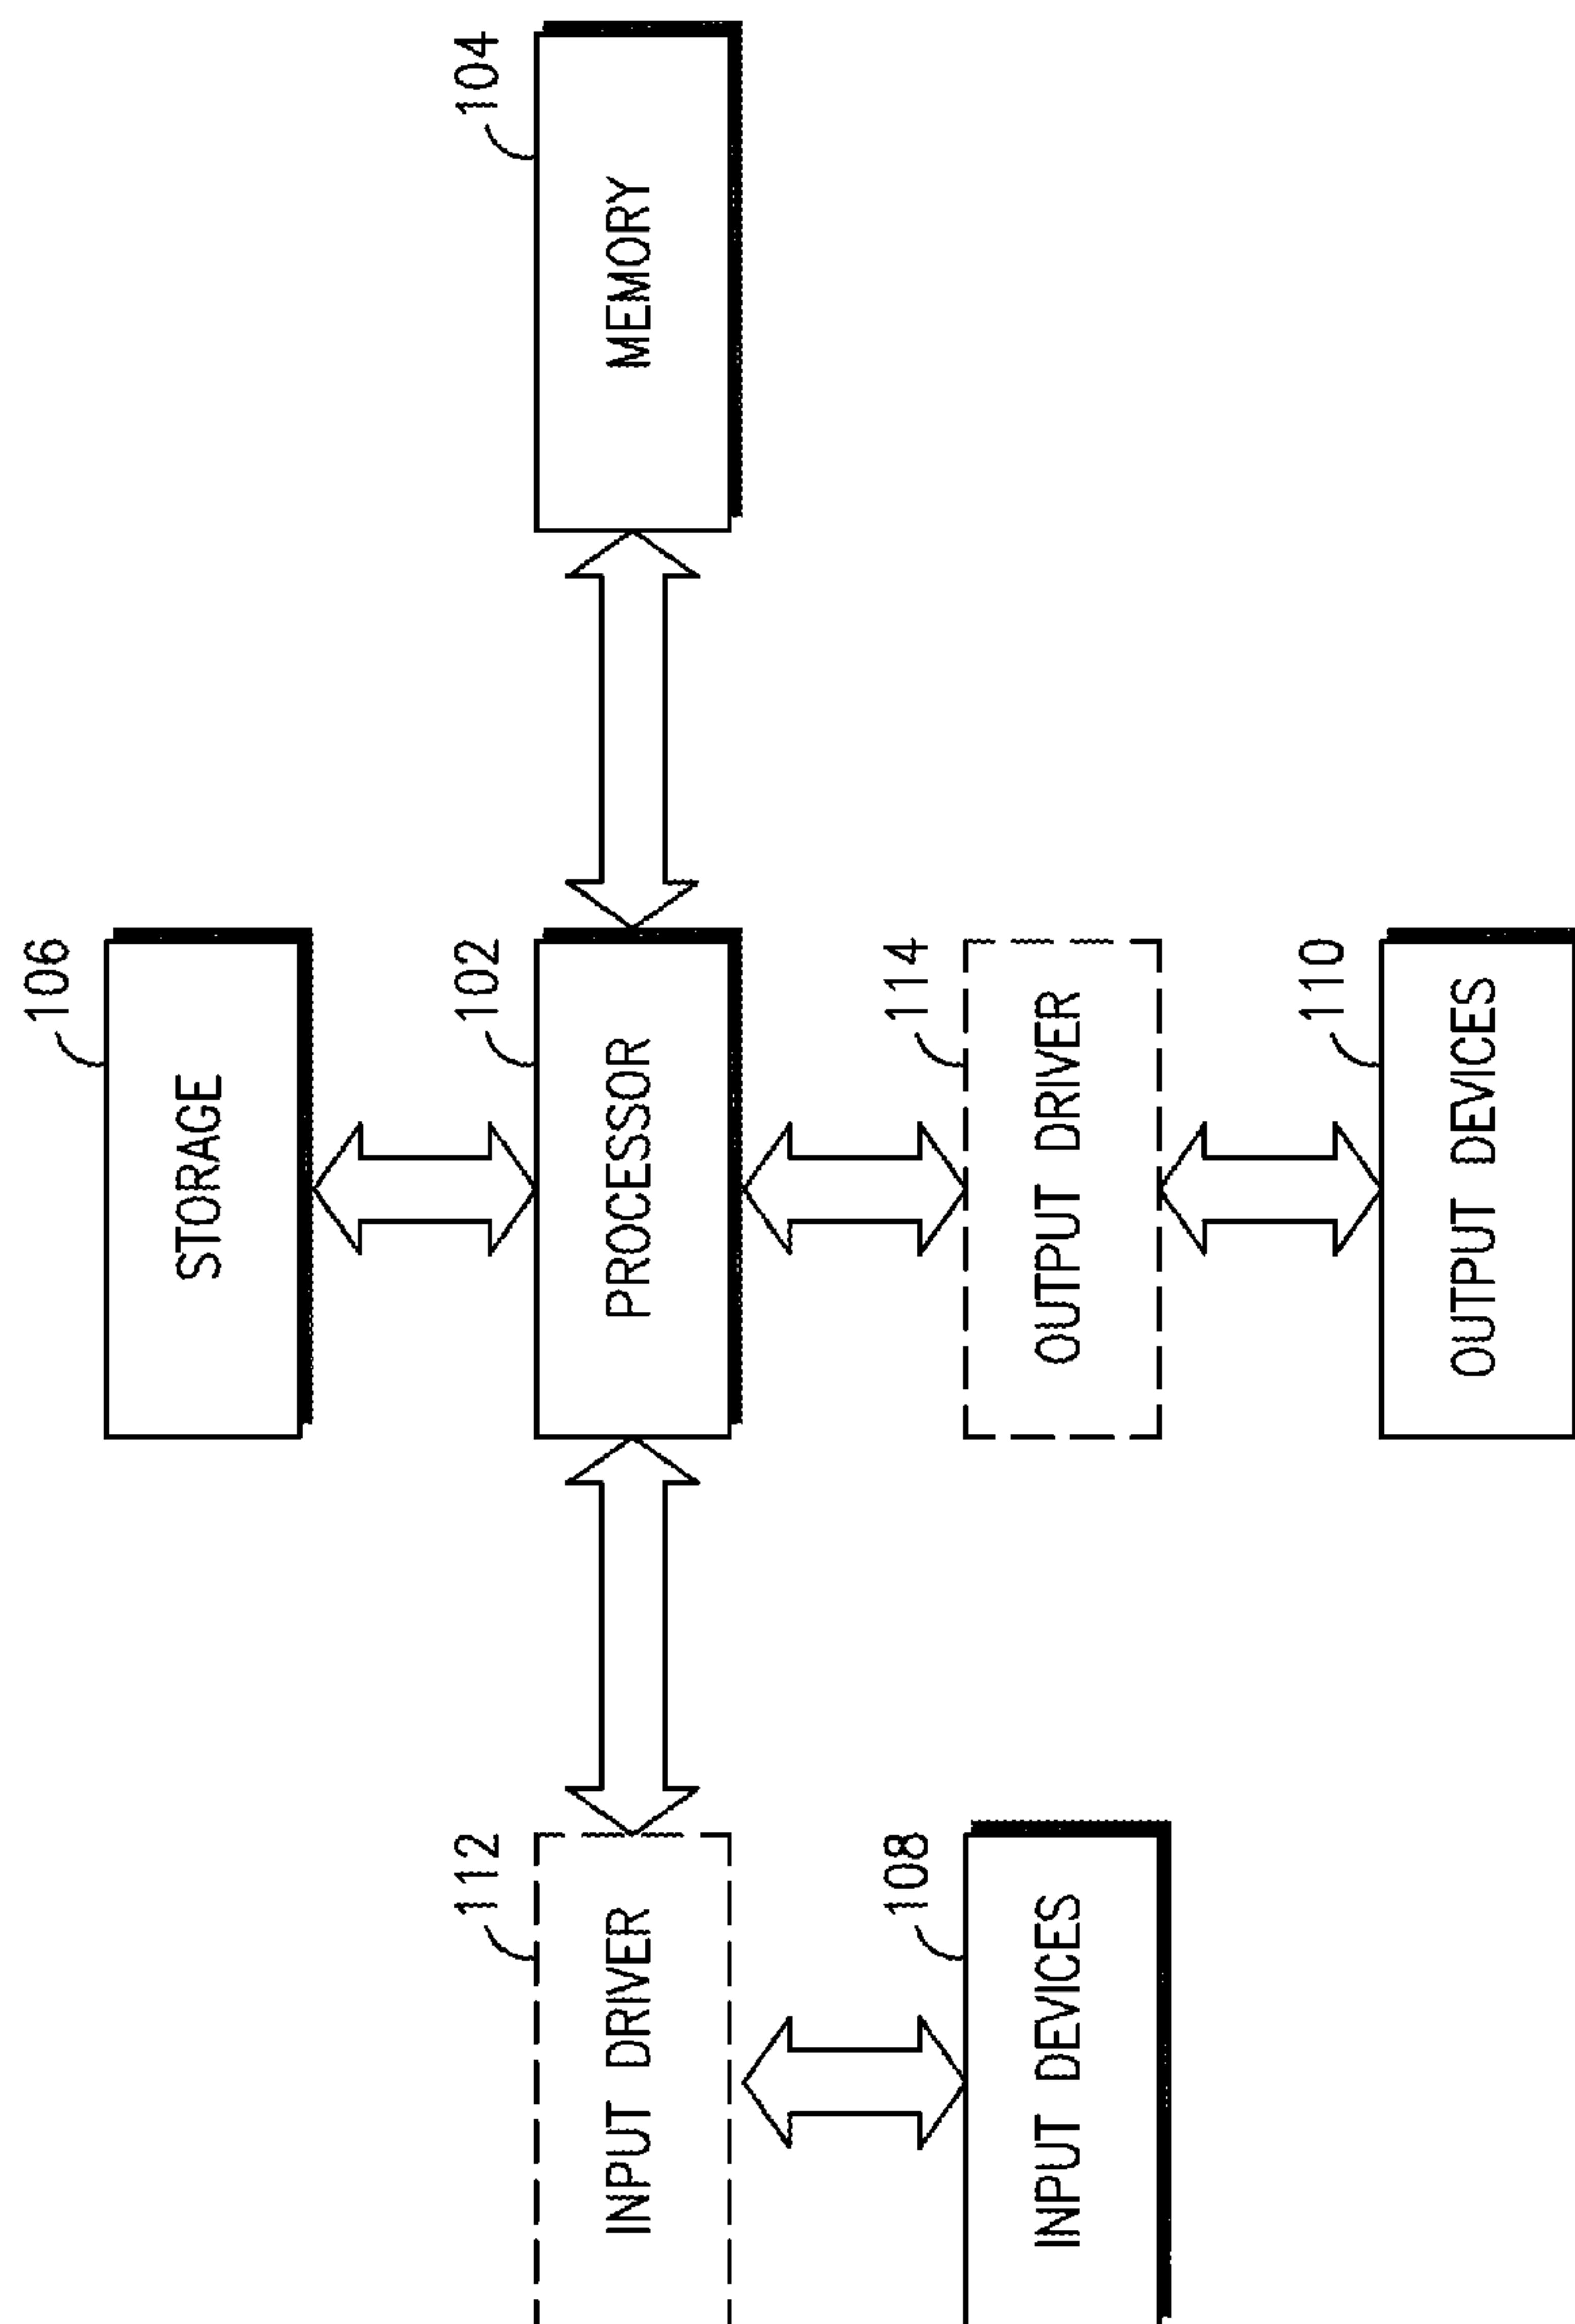 106
STORAGE
112
INPUT DRIVER
102
PROCESSOR
104
MEMORY
108
INPUT DEVICES
114
OUTPUT DRIVER
110
OUTPUT DEVICES